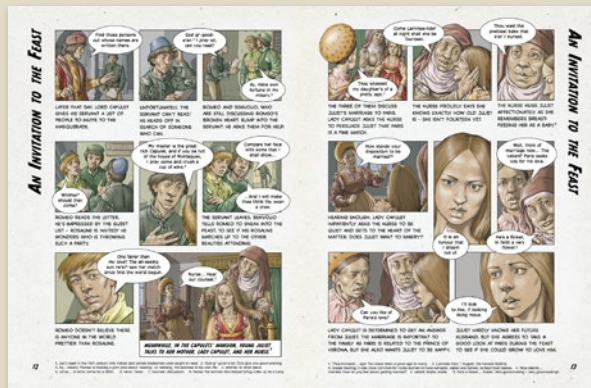 AN INVITATION TO THE FEAST
Find those persons
out whose names are
written there.
God gi' good-
e'en! I pray sir,
can you read?
Ay, mine own
fortune in my
misery!
LATER THAT DAY, LORD CAPULET
GIVES HIS SERVANT A LIST OF
PEOPLE TO INVITE TO THE
MASQUERADE.
UNFORTUNATELY, THE
SERVANT CAN'T READ!
HE HEADS OFF IN
SEARCH OF SOMEONE
WHO CAN.
ROMEO AND BENVOLIO, WHO
ARE STILL DISCUSSING ROMEO'S
BROKEN HEART, BUMP INTO THE
SERVANT. HE ASKS THEM FOR HELP.
Whither
should they
come?
My master is the great
rich Capulet, and if you be not
of the house of Montagues,
I pray come and crush a
cup of wine.
Compare her face
with some that I
shall show...
...And I will make
thee think thy swan
a crow.
ROMEO READS THE LETTER.
HE'S IMPRESSED BY THE GUEST
LIST – ROSALINE IS INVITED! HE
WONDERS WHO IS THROWING
SUCH A PARTY.
THE SERVANT LEAVES. BENVOLIO
TELLS ROMEO TO SNEAK INTO THE
FEAST, TO SEE IF HIS ROSALINE
MATCHES UP TO THE OTHER
BEAUTIES ATTENDING.
One fairer than
my love? The all-seeing
sun ne'er saw her match
since first the world begun.
Nurse... Hear
our counsel.
ROMEO DOESN'T BELIEVE THERE
IS ANYONE IN THE WORLD
PRETTIER THAN ROSALINE.
MEANWHILE, IN THE CAPULETS' MANSION, YOUNG JULIET
TALKS TO HER MOTHER, LADY CAPULET, AND HER NURSE.
12
AN INVITATION TO THE FEAST
Come Lammas-eve
at night shall she be
fourteen.
Thou wast the
prettiest babe that
e'er I nursed.
Thou knowest
my daughter's of a
pretty age.
THE THREE OF THEM DISCUSS
JULIET'S MARRIAGE TO PARIS.
LADY CAPULET ASKS THE NURSE
TO PERSUADE JULIET THAT PARIS
IS A FINE MATCH.
THE NURSE PROUDLY SAYS SHE
KNOWS EXACTLY HOW OLD JULIET
IS – SHE ISN'T FOURTEEN YET!
THE NURSE HUGS JULIET
AFFECTIONATELY AS SHE
REMEMBERS BREAST-
FEEDING HER AS A BABY.
How stands your
disposition to be
married?
Well, think of
marriage now... The
valiant Paris seeks
you for his love.
It is an
honour that
I dream
not of.
He's a flower,
in faith a very
flower!
HEARING ENOUGH, LADY CAPULET
IMPATIENTLY ASKS THE NURSE TO BE
QUIET AND GETS TO THE HEART OF THE
MATTER: DOES JULIET WANT TO MARRY?
Can you like of
Paris's love?
I'll look
to like, if looking
liking move.
LADY CAPULET IS DETERMINED TO GET AN ANSWER
FROM JULIET. THE MARRIAGE IS IMPORTANT TO
THE FAMILY AS PARIS IS RELATED TO THE PRINCE OF
VERONA, BUT SHE ALSO WANTS JULIET TO BE HAPPY.
JULIET HARDLY KNOWS HER FUTURE
HUSBAND, BUT SHE AGREES TO TAKE A
GOOD LOOK AT PARIS DURING THE FEAST
TO SEE IF SHE COULD GROW TO LOVE HIM.
13